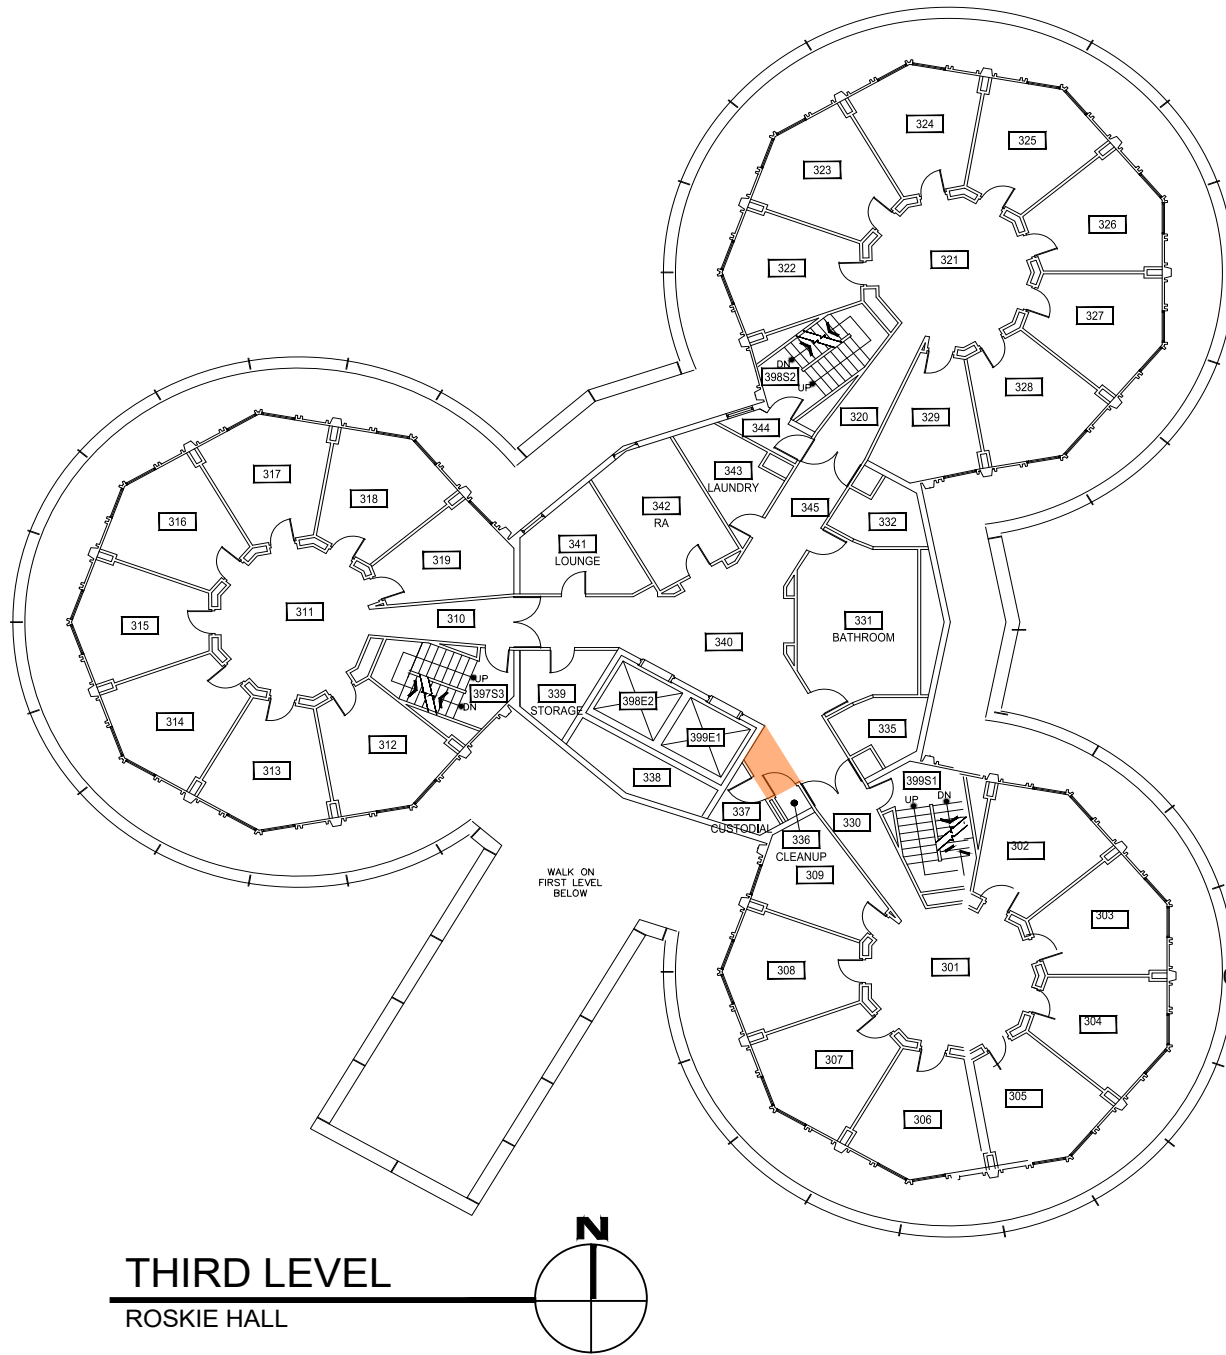 324
325
323
326
321
322
327
DN
398S2
UP
328
320
329
344
343
LAUNDRY
317
318
342
RA
345
316
332
341
LOUNGE
319
311
310
315
331
BATHROOM
340
UP
339
STORAGE
397S3
DN
398E2
314
312
399E1
335
313
338
399S1
UP
DN
337
CUSTODIAL
330
336
CLEANUP
302
309
WALK ON
FIRST LEVEL
BELOW
303
308
301
304
307
305
306
N
THIRD LEVEL
ROSKIE HALL